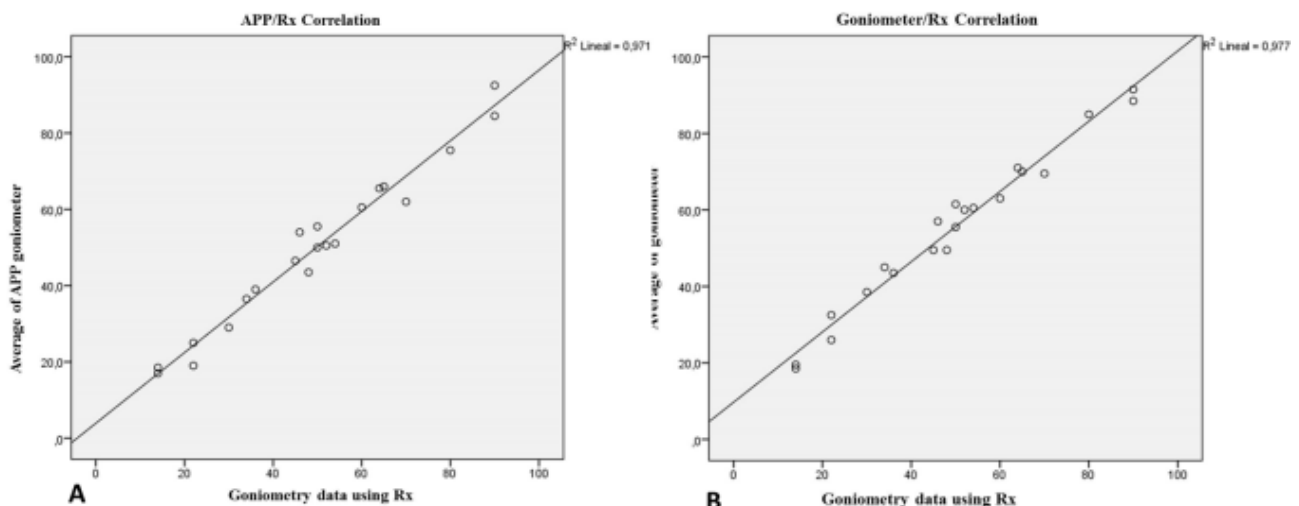 APP/Rx Correlation
R² Lineal = 0,971
100,0
80,0
60,0
40,0
20,0
,0
Average of APP goniometer
0 20 40 60 80 100
A
Goniometry data using Rx
Goniometer/Rx Correlation
R² Lineal = 0,977
100,0
80,0
60,0
40,0
20,0
,0
Average of goniometer
0 20 40 60 80 100
B
Goniometry data using Rx